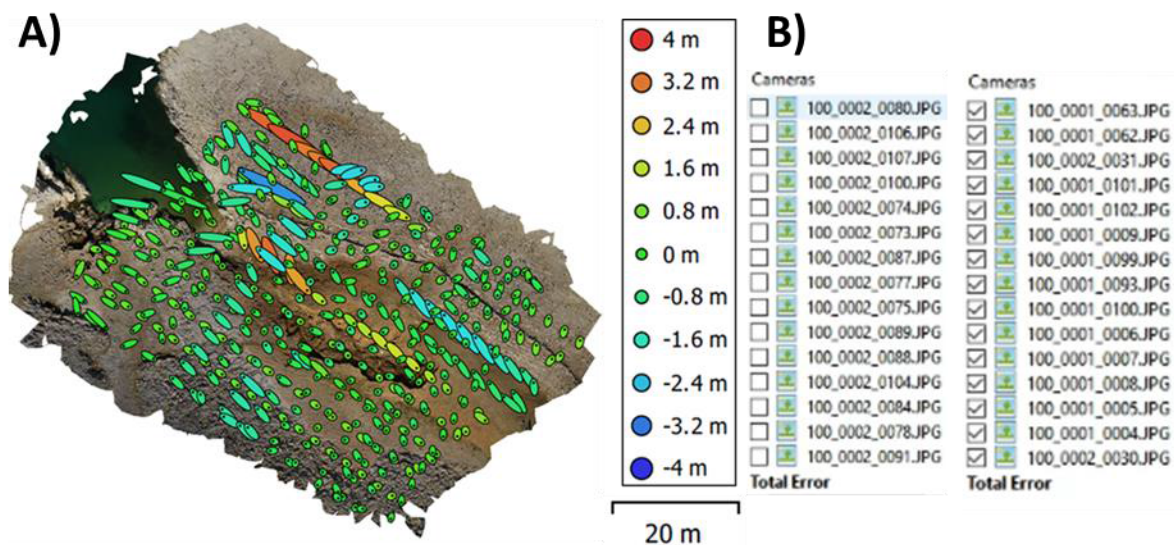 A)
4 m
3.2 m
2.4 m
1.6 m
0.8 m
0 m
-0.8 m
-1.6 m
-2.4 m
-3.2 m
-4 m
20 m
B)
Cameras
100_0002_0080.JPG
100_0002_0106.JPG
100_0002_0107.JPG
100_0002_0100.JPG
100_0002_0074.JPG
100_0002_0073.JPG
100_0002_0087.JPG
100_0002_0077.JPG
100_0002_0075.JPG
100_0002_0089.JPG
100_0002_0088.JPG
100_0002_0104.JPG
100_0002_0084.JPG
100_0002_0078.JPG
100_0002_0091.JPG
Total Error
Cameras
100_0001_0063.JPG
100_0001_0062.JPG
100_0002_0031.JPG
100_0001_0101.JPG
100_0001_0102.JPG
100_0001_0009.JPG
100_0001_0099.JPG
100_0001_0093.JPG
100_0001_0100.JPG
100_0001_0006.JPG
100_0001_0007.JPG
100_0001_0008.JPG
100_0001_0005.JPG
100_0001_0004.JPG
100_0002_0030.JPG
Total Error